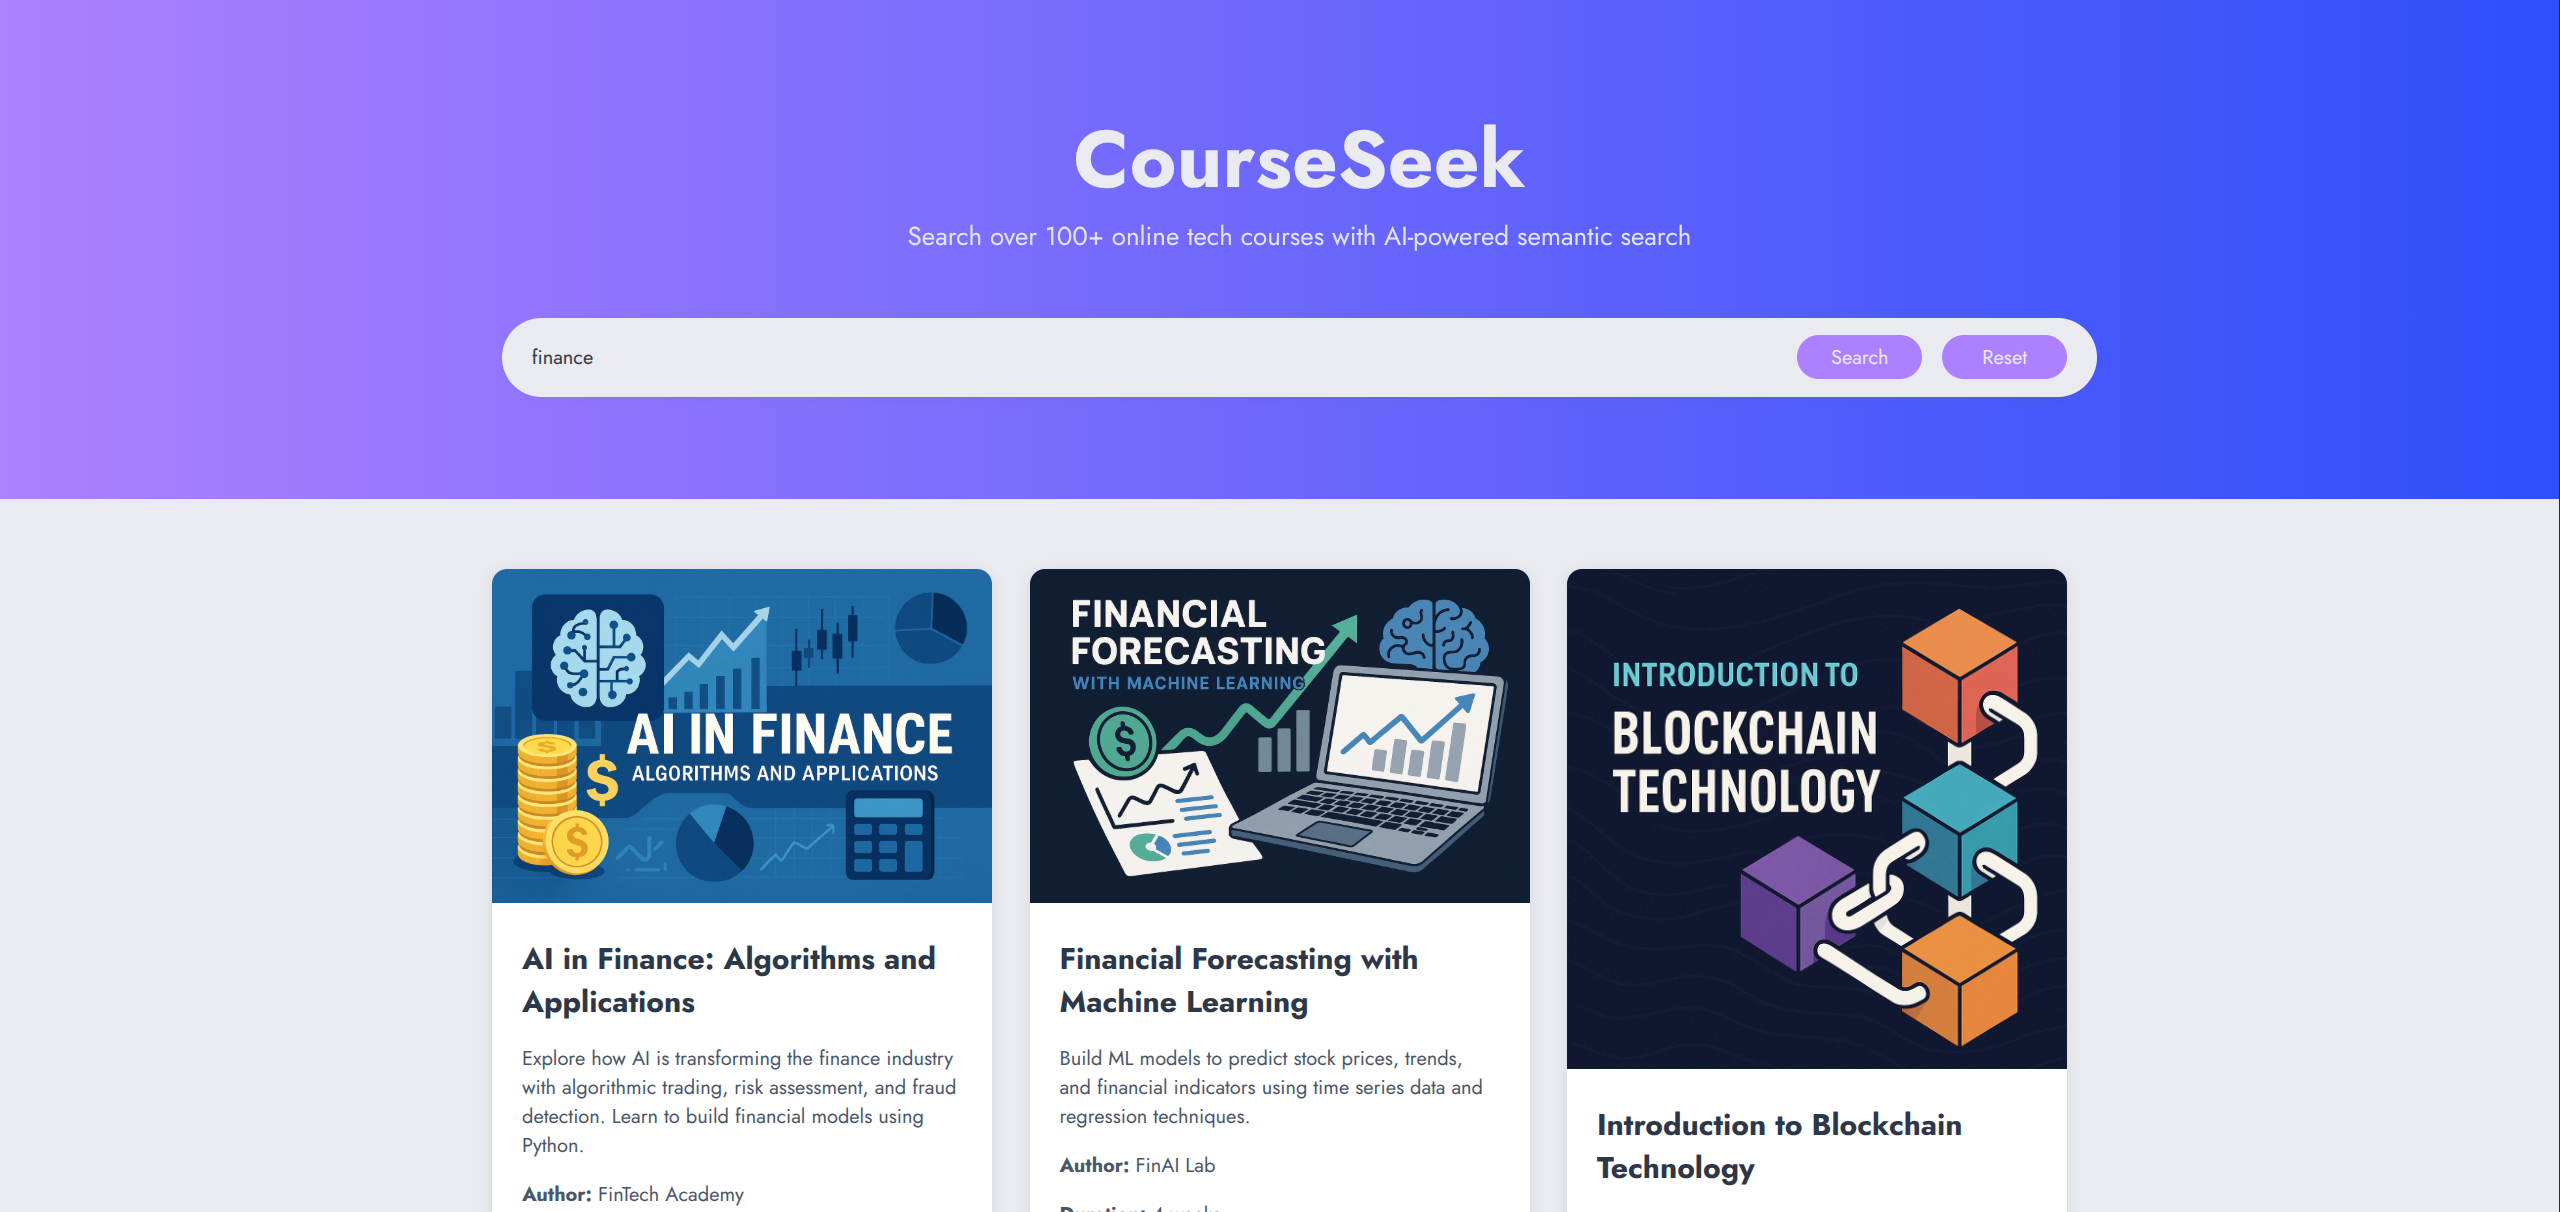 CourseSeek
Search over 100+ online tech courses with AI-powered semantic search
finance
Search
Reset
AI IN FINANCE
ALGORITHMS AND APPLICATIONS
AI in Finance: Algorithms and
Applications
Explore how AI is transforming the finance industry
with algorithmic trading, risk assessment, and fraud
detection. Learn to build financial models using
Python.
Author: FinTech Academy
FINANCIAL
FORECASTING
WITH MACHINE LEARNING
Financial Forecasting with
Machine Learning
Build ML models to predict stock prices, trends,
and financial indicators using time series data and
regression techniques.
Author: FinAI Lab
INTRODUCTION TO
BLOCKCHAIN
TECHNOLOGY
Introduction to Blockchain
Technology